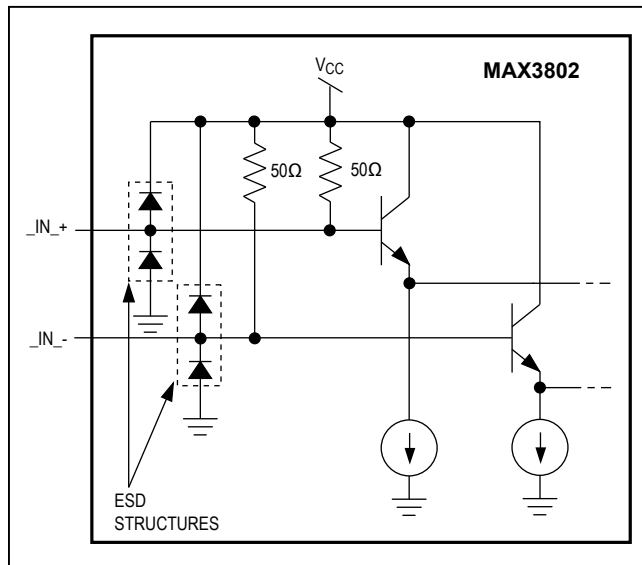 VCC
MAX3802
50Ω
50Ω
_IN_+
_IN_-
ESD
STRUCTURES